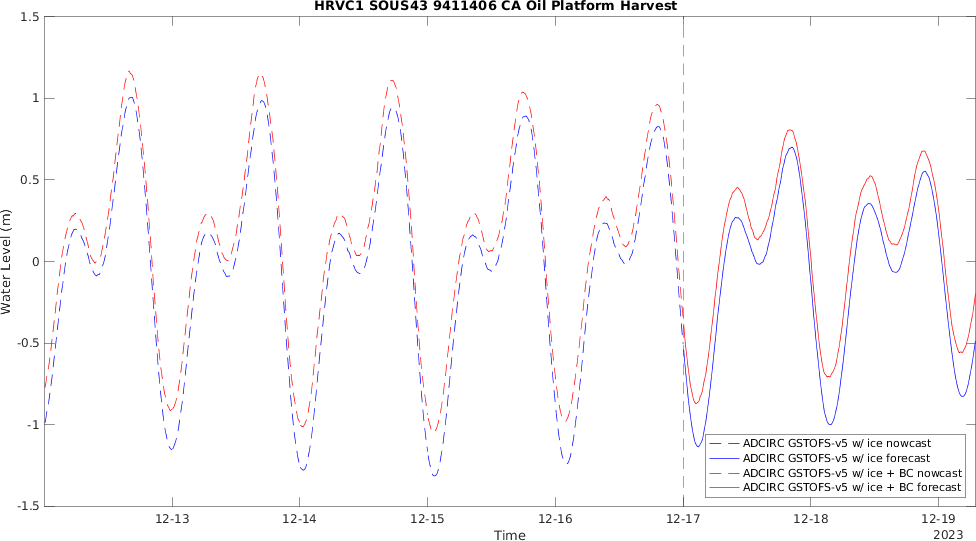 HRVC1 SOUS43 9411406 CA Oil Platform Harvest
Water Level (m)
1.5
1
0.5
0
-0.5
-1
-1.5
ADCIRC GSTOFS-v5 w/ ice nowcast
ADCIRC GSTOFS-v5 w/ ice forecast
ADCIRC GSTOFS-v5 w/ ice + BC nowcast
ADCIRC GSTOFS-v5 w/ ice + BC forecast
12-13 12-14 12-15 12-16 12-17 12-18 12-19
Time
2023